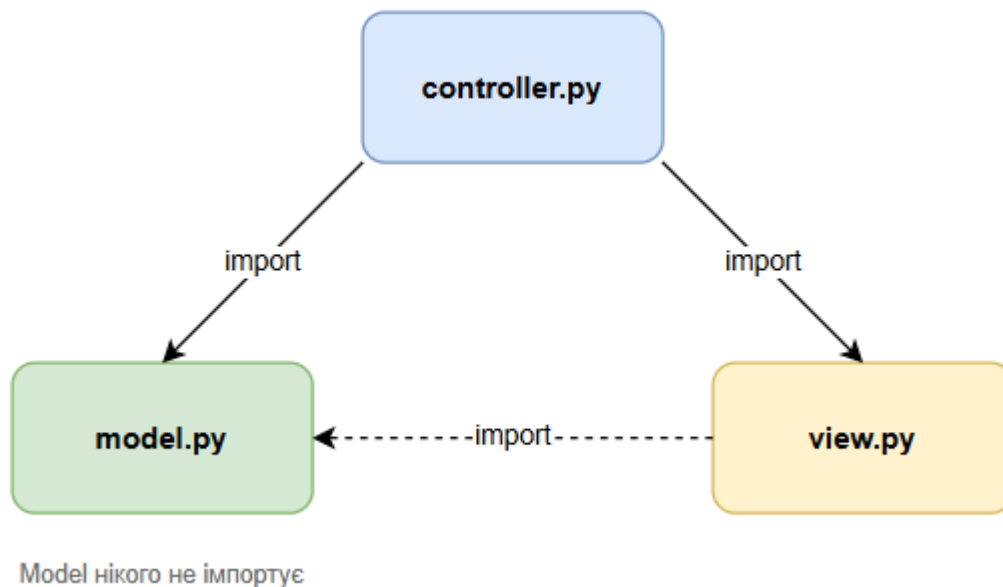 controller.py
import
import
model.py
import
view.py
Model нікого не імпортує